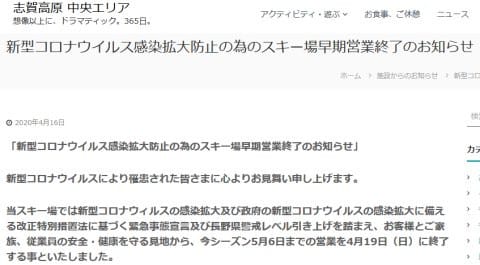 志賀高原 中央エリア
想像以上に、ドラマティック。365日。
アクティビティ・遊ぶ
お食事、ご休憩
ニュース
新型コロナウイルス感染拡大防止の為のスキー場早期営業終了のお知らせ
ホーム > 施設からのお知らせ > 新型コロ
2020年4月16日
「新型コロナウイルス感染拡大防止の為のスキー場早期営業終了のお知らせ」
新型コロナウイルスにより罹患された皆さまに心よりお見舞い申し上げます。
当スキー場では新型コロナウィルスの感染拡大及び政府の新型コロナウイルスの感染拡大に備え
る改正特別措置法に基づく緊急事態宣言及び長野県警戒レベル引き上げを踏まえ、お客様とご家
族、従業員の安全・健康を守る見地から、今シーズン5月6日までの営業を4月19日（日）に終了
する事といたしました。
検
カテ